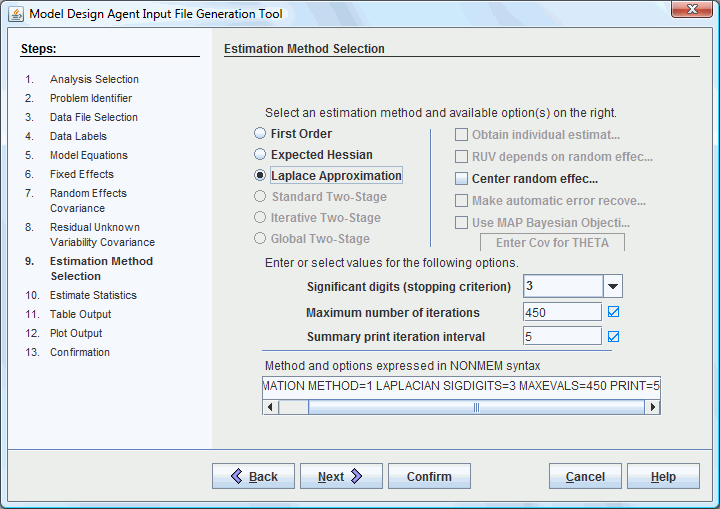 Model Design Agent Input File Generation Tool
Steps:
1. Analysis Selection
2. Problem Identifier
3. Data File Selection
4. Data Labels
5. Model Equations
6. Fixed Effects
7. Random Effects
Covariance
8. Residual Unknown
Variability Covariance
9. Estimation Method
Selection
10. Estimate Statistics
11. Table Output
12. Plot Output
13. Confirmation
Estimation Method Selection
Select an estimation method and available option(s) on the right.
First Order
Expected Hessian
Laplace Approximation
Standard Two-Stage
Iterative Two-Stage
Global Two-Stage
Obtain individual estimat...
RUV depends on random effec...
Center random effec...
Make automatic error recove...
Use MAP Bayesian Objecti...
Enter Cov for THETA
Enter or select values for the following options.
Significant digits (stopping criterion) 3
Maximum number of iterations 450
Summary print iteration interval 5
Method and options expressed in NONMEM syntax
MATION METHOD=1 LAPLACIAN SIGDIGITS=3 MAXEVALS=450 PRINT=5
Back Next Confirm Cancel Help